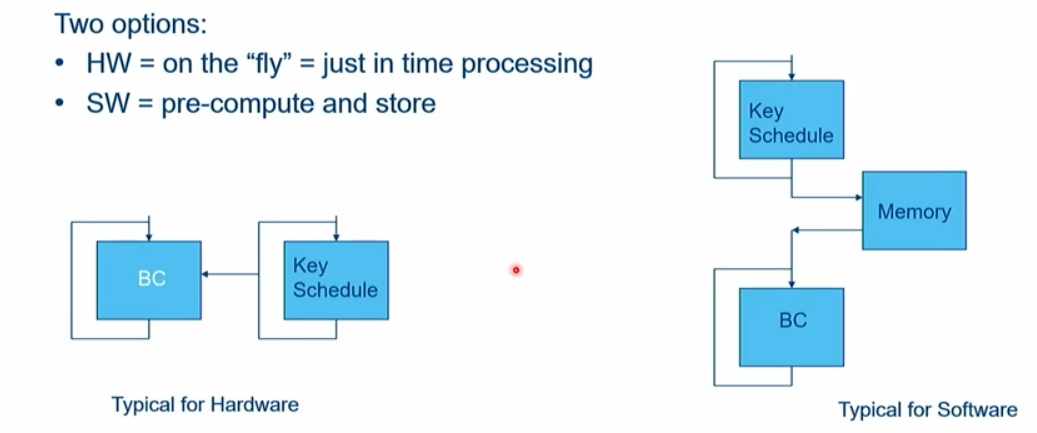 Two options:
• HW = on the “fly” = just in time processing
• SW = pre-compute and store
BC
Key
Schedule
Typical for Hardware
Key
Schedule
Memory
BC
Typical for Software